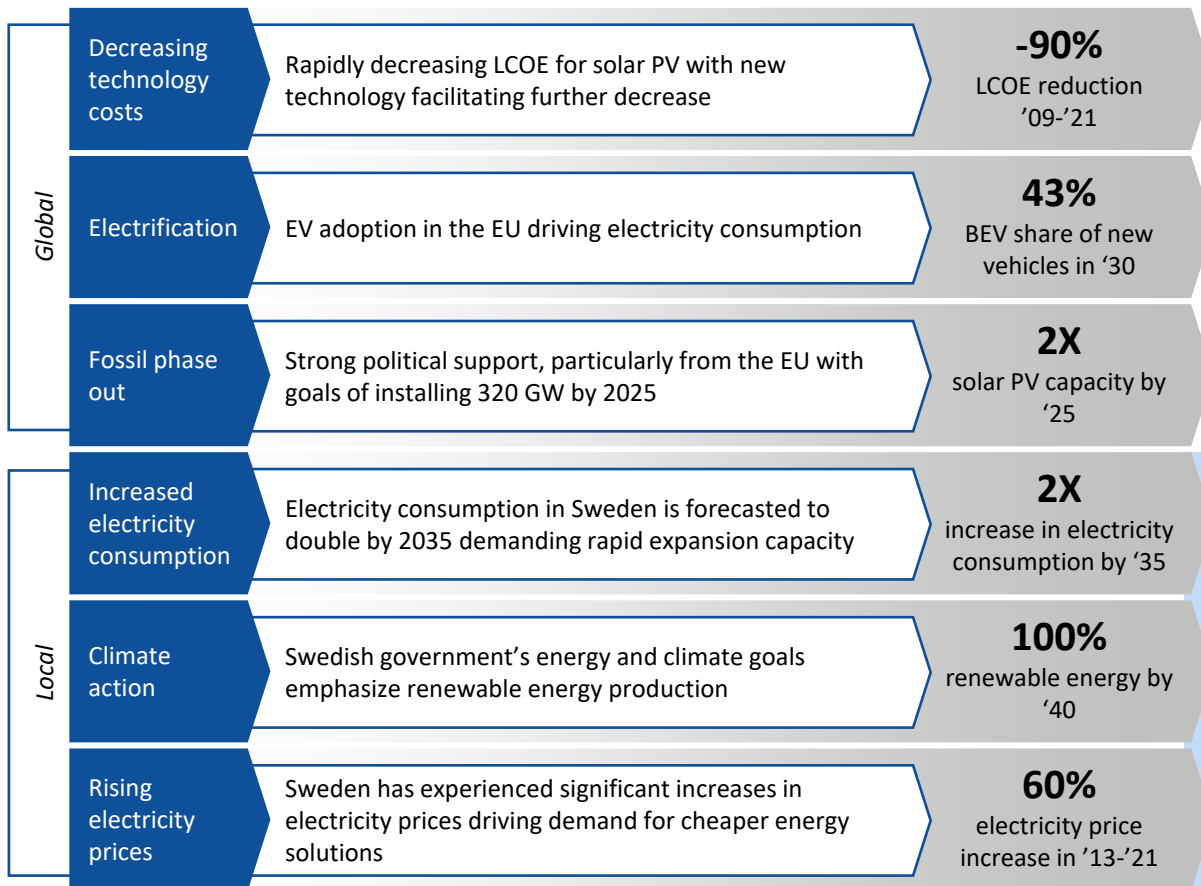 Global
Decreasing
technology
costs
Rapidly decreasing LCOE for solar PV with new
technology facilitating further decrease
-90%
LCOE reduction
’09-’21
Electrification
EV adoption in the EU driving electricity consumption
43%
BEV share of new
vehicles in ‘30
Fossil phase
out
Strong political support, particularly from the EU with
goals of installing 320 GW by 2025
2X
solar PV capacity by
‘25
Local
Increased
electricity
consumption
Electricity consumption in Sweden is forecasted to
double by 2035 demanding rapid expansion capacity
2X
increase in electricity
consumption by ‘35
Climate
action
Swedish government’s energy and climate goals
emphasize renewable energy production
100%
renewable energy by
‘40
Rising
electricity
prices
Sweden has experienced significant increases in
electricity prices driving demand for cheaper energy
solutions
60%
electricity price
increase in ’13-’21